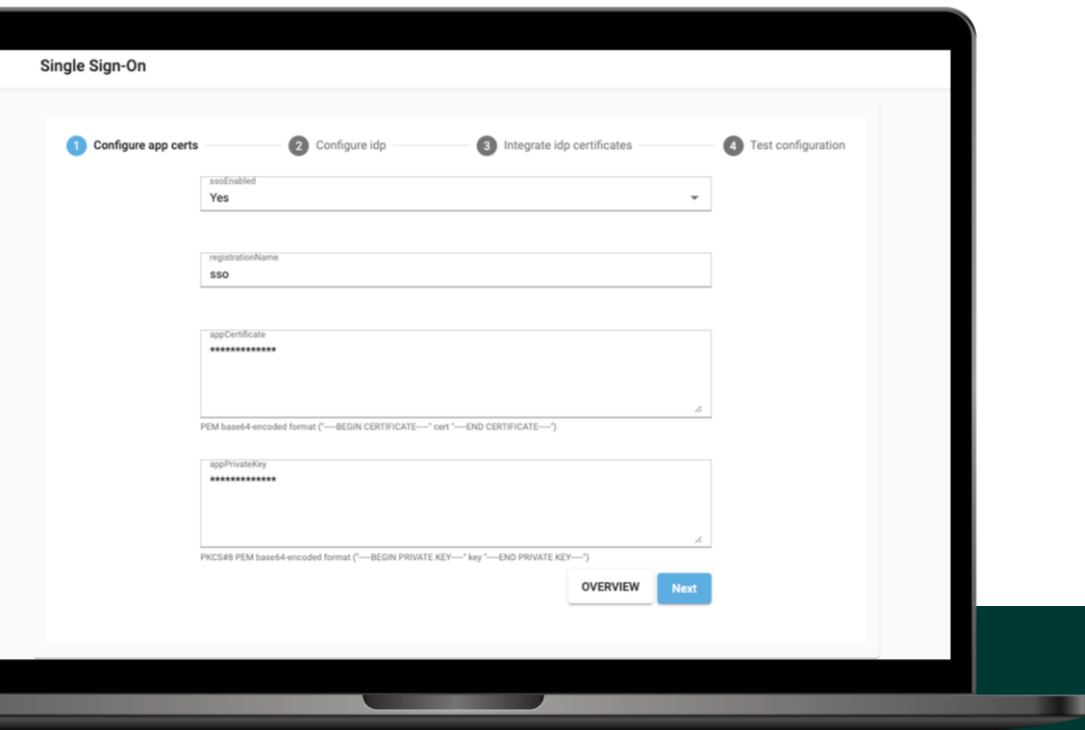 Single Sign-On
1 Configure app certs 2 Configure idp 3 Integrate idp certificates 4 Test configuration
ssoEnabled
Yes
registrationName
sso
appCertificate
*************
PEM base64-encoded format ("-----BEGIN CERTIFICATE-----" cert "-----END CERTIFICATE-----")
appPrivateKey
*************
PKCS#8 PEM base64-encoded format ("-----BEGIN PRIVATE KEY-----" key "-----END PRIVATE KEY-----")
OVERVIEW Next